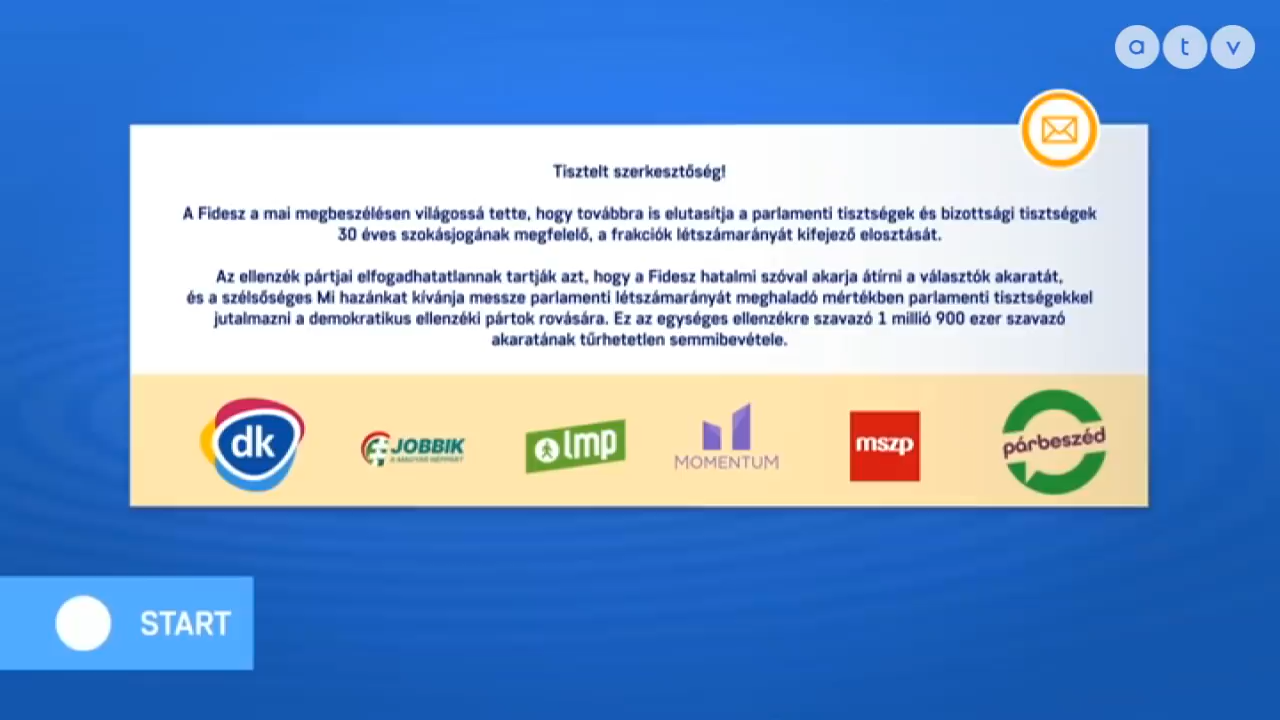 atv
Tisztelt szerkesztőség!
A Fidesz a mai megbeszélésen világossá tette, hogy továbbra is elutasítja a parlamenti tisztségek és bizottsági tisztségek
30 éves szokásjogának megfelelő, a frakciók létszámarányát kifejező elosztását.
Az ellenzék pártjai elfogadhatatlannak tartják azt, hogy a Fidesz hatalmi szóval akarja átírni a választók akaratát,
és a szélsőséges Mi hazánkat kívánja messze parlamenti létszámarányát meghaladó mértékben parlamenti tisztségekkel
jutalmazni a demokratikus ellenzéki pártok rovására. Ez az egységes ellenzékre szavazó 1 millió 900 ezer szavazó
akaratának tűrhetetlen semmibevétele.
dk
JOBBIK
A MAGYAR NÉPPÁRT
lmp
MOMENTUM
mszp
párbeszéd
START